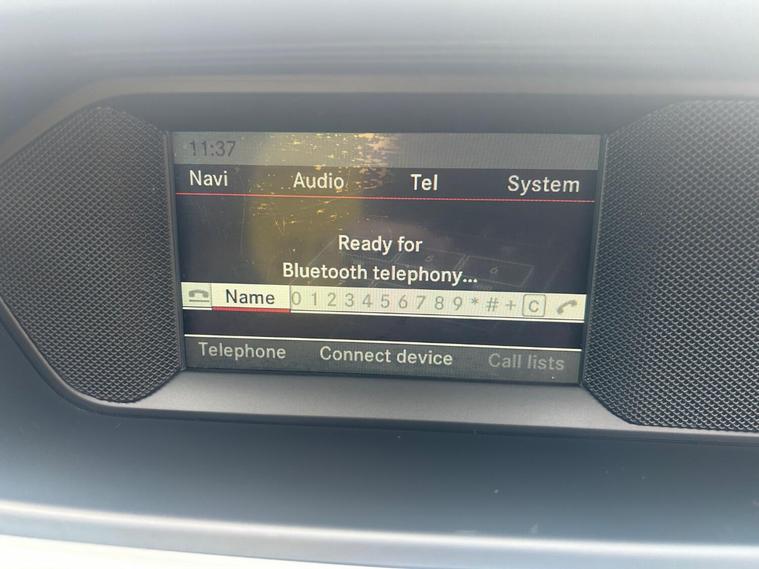 11:37
Navi Audio Tel System
Ready for
Bluetooth telephony...
Name 0 1 2 3 4 5 6 7 8 9 * # + C
Telephone Connect device Call lists